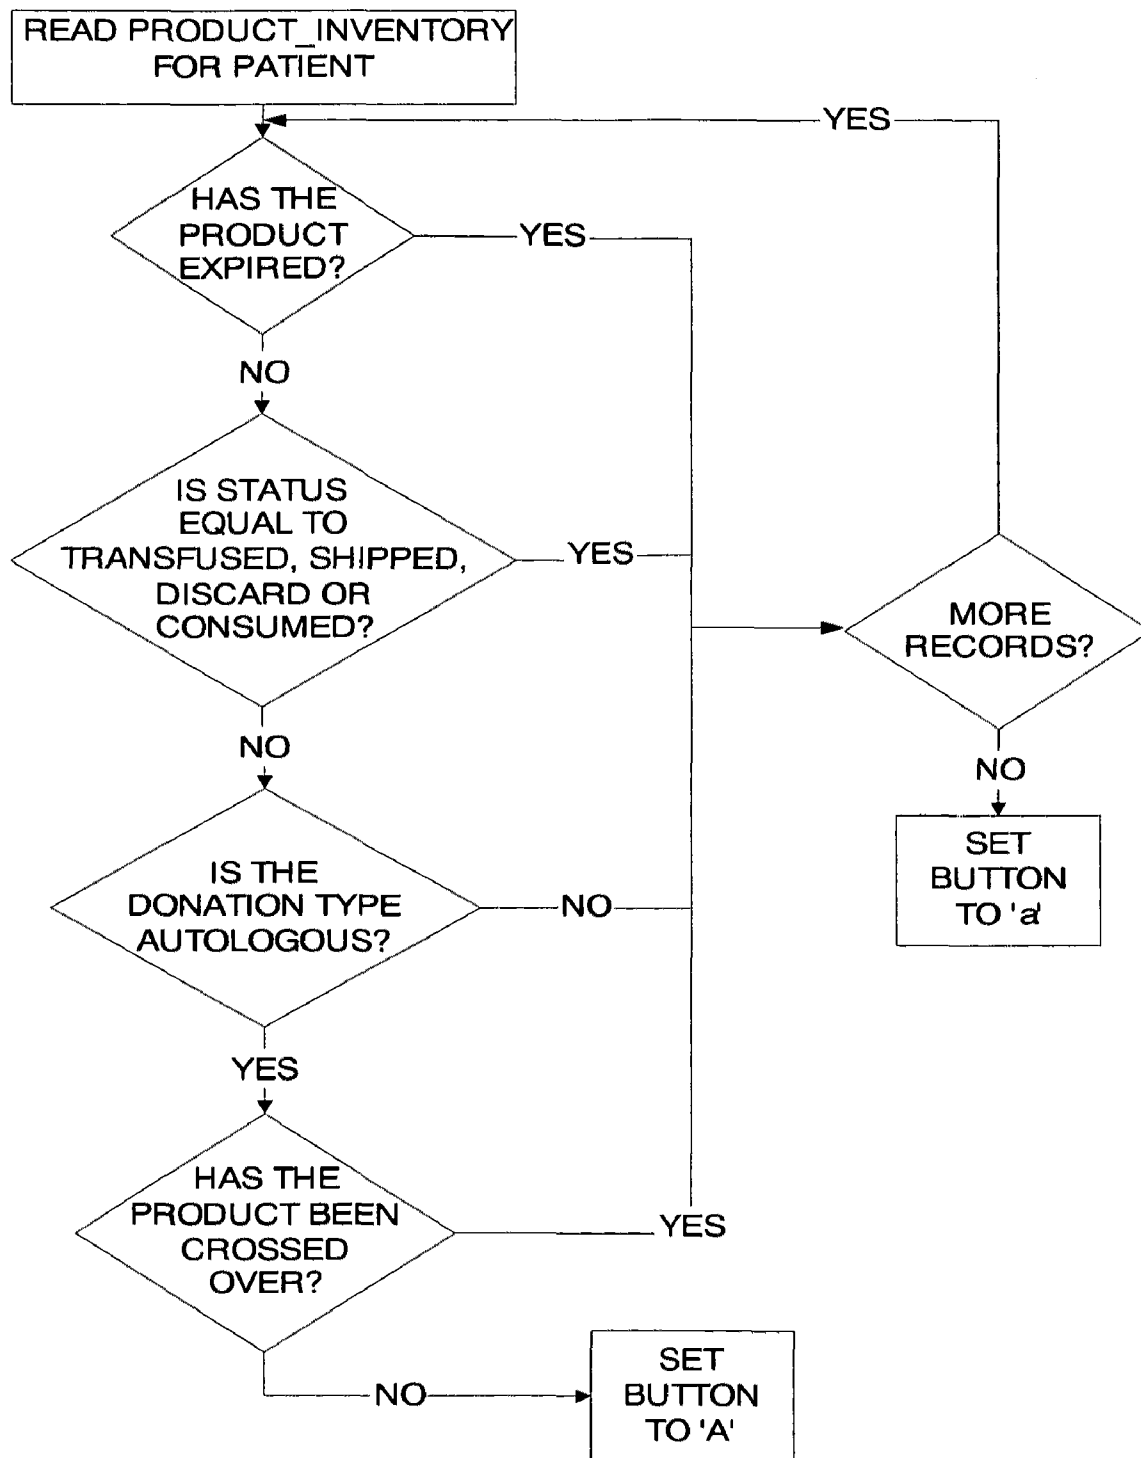 READ PRODUCT_INVENTORY
FOR PATIENT
YES
HAS THE
PRODUCT
EXPIRED?
YES
NO
IS STATUS
EQUAL TO
TRANSFUSED, SHIPPED,
DISCARD OR
CONSUMED?
YES
MORE
RECORDS?
NO
NO
SET
BUTTON
TO 'a'
IS THE
DONATION TYPE
AUTOLOGOUS?
NO
YES
HAS THE
PRODUCT BEEN
CROSSED
OVER?
YES
NO
SET
BUTTON
TO 'A'